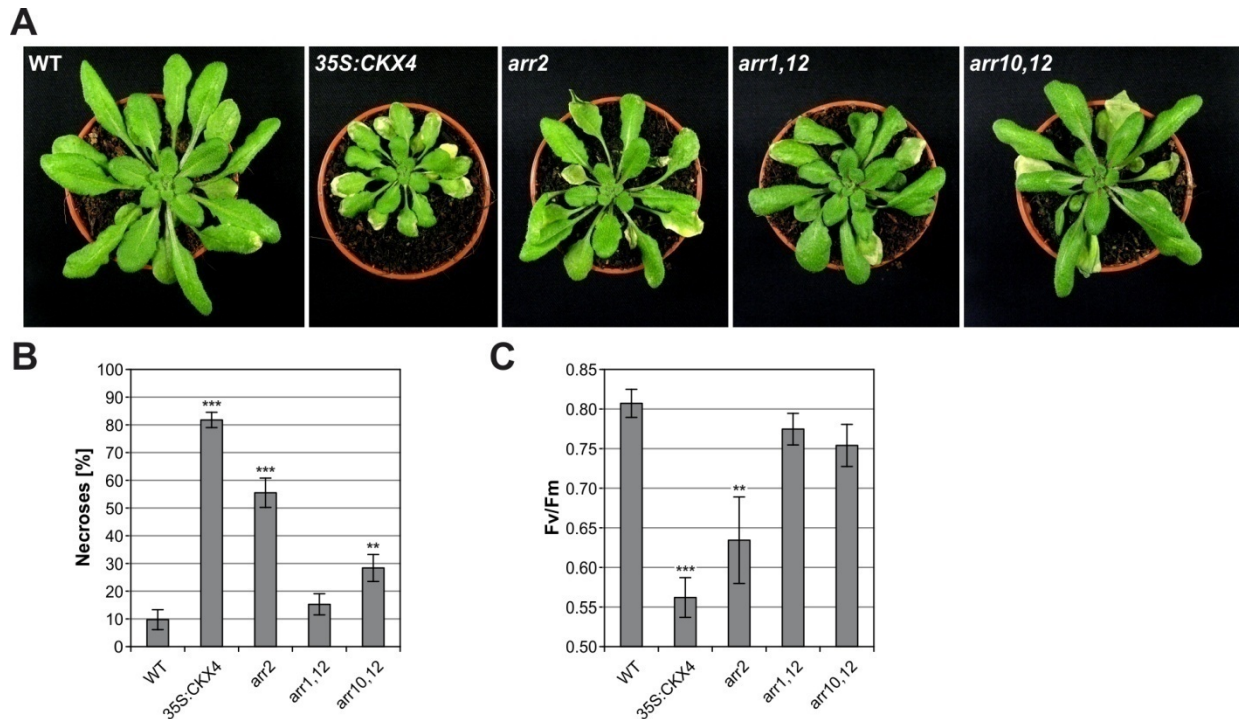 A
WT
35S:CKX4
arr2
arr1,12
arr10,12
B
Necroses [%]
100
90
80
70
60
50
40
30
20
10
0
***
***
**
WT
35S:CKX4
arr2
arr1,12
arr10,12
C
Fv/Fm
0.85
0.80
0.75
0.70
0.65
0.60
0.55
0.50
***
**
WT
35S:CKX4
arr2
arr1,12
arr10,12